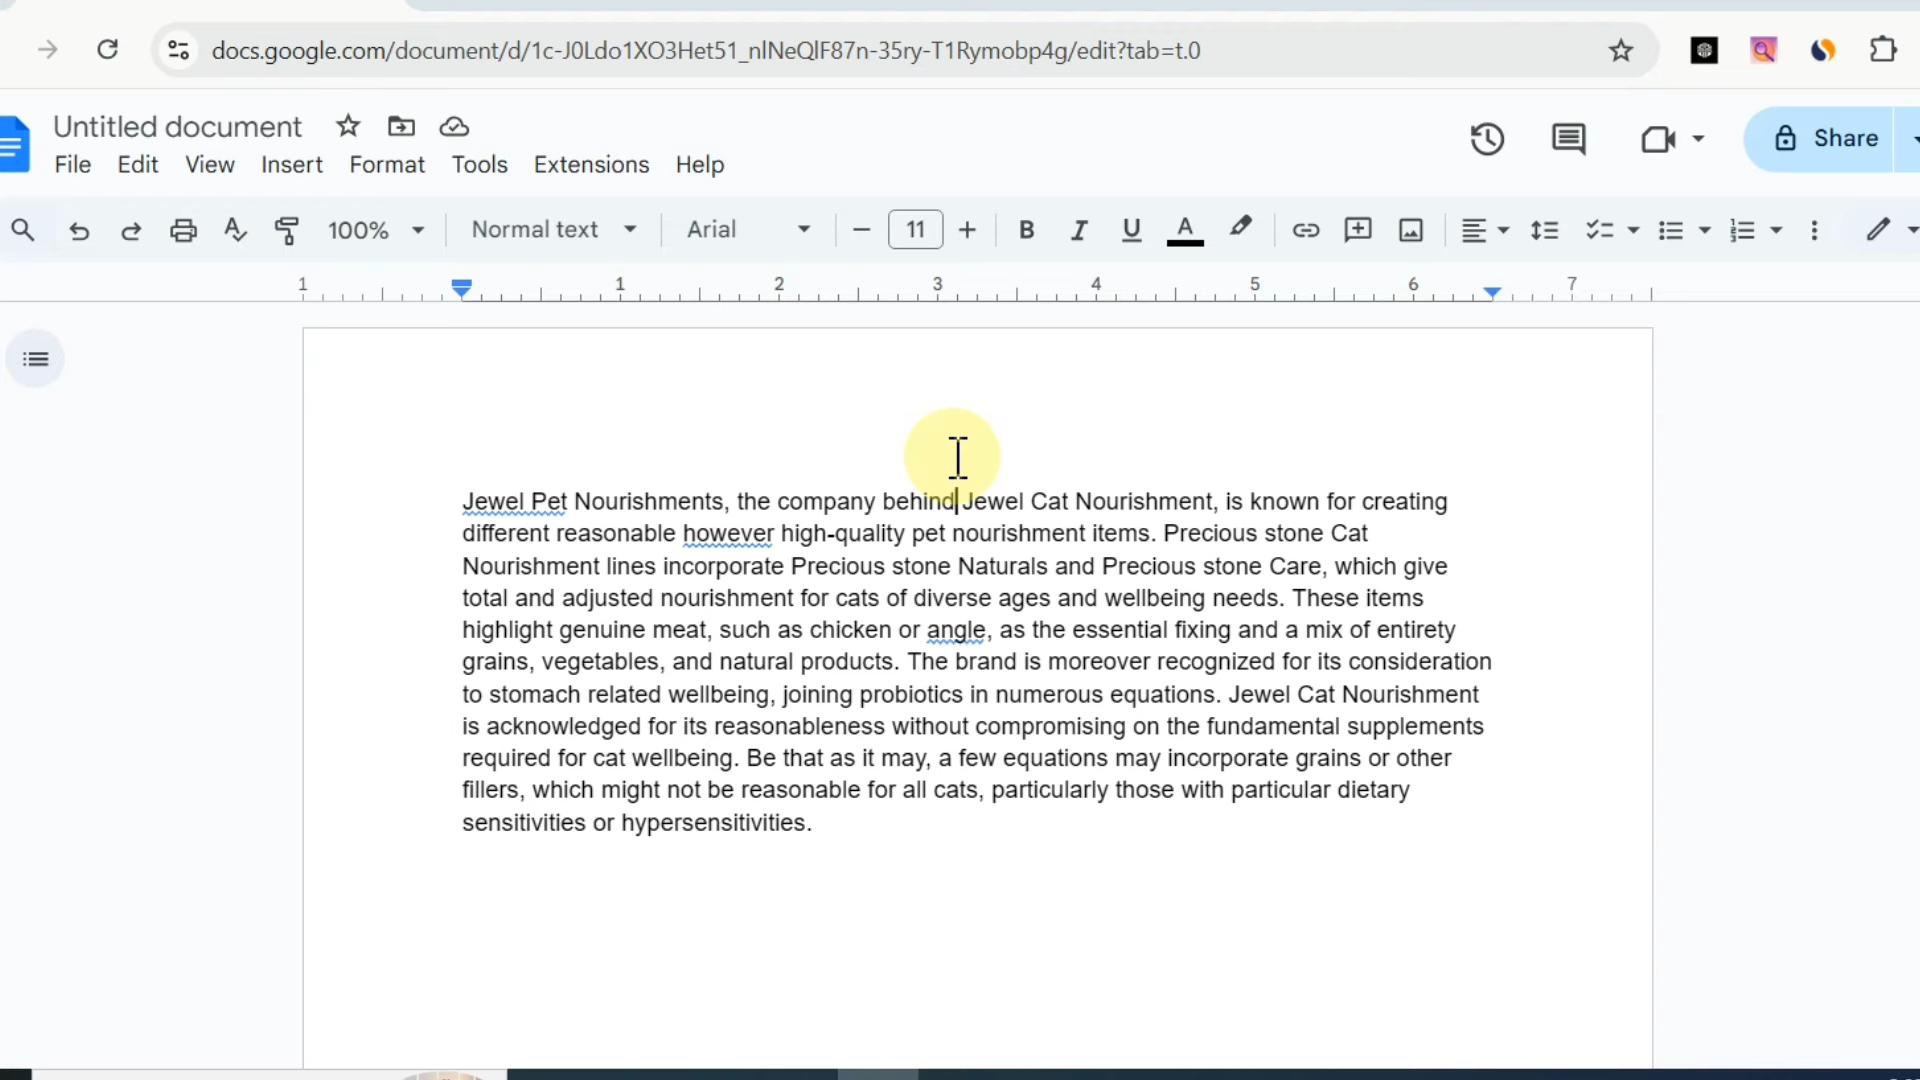 docs.google.com/document/d/1c-J0Ldo1XO3Het51_nlNeQlF87n-35ry-T1Rymobp4g/edit?tab=t.0
Untitled document
File Edit View Insert Format Tools Extensions Help
Share
100% Normal text Arial 11 B I U A
1 1 2 3 4 5 6 7
Jewel Pet Nourishments, the company behind Jewel Cat Nourishment, is known for creating
different reasonable however high-quality pet nourishment items. Precious stone Cat
Nourishment lines incorporate Precious stone Naturals and Precious stone Care, which give
total and adjusted nourishment for cats of diverse ages and wellbeing needs. These items
highlight genuine meat, such as chicken or angle, as the essential fixing and a mix of entirety
grains, vegetables, and natural products. The brand is moreover recognized for its consideration
to stomach related wellbeing, joining probiotics in numerous equations. Jewel Cat Nourishment
is acknowledged for its reasonableness without compromising on the fundamental supplements
required for cat wellbeing. Be that as it may, a few equations may incorporate grains or other
fillers, which might not be reasonable for all cats, particularly those with particular dietary
sensitivities or hypersensitivities.